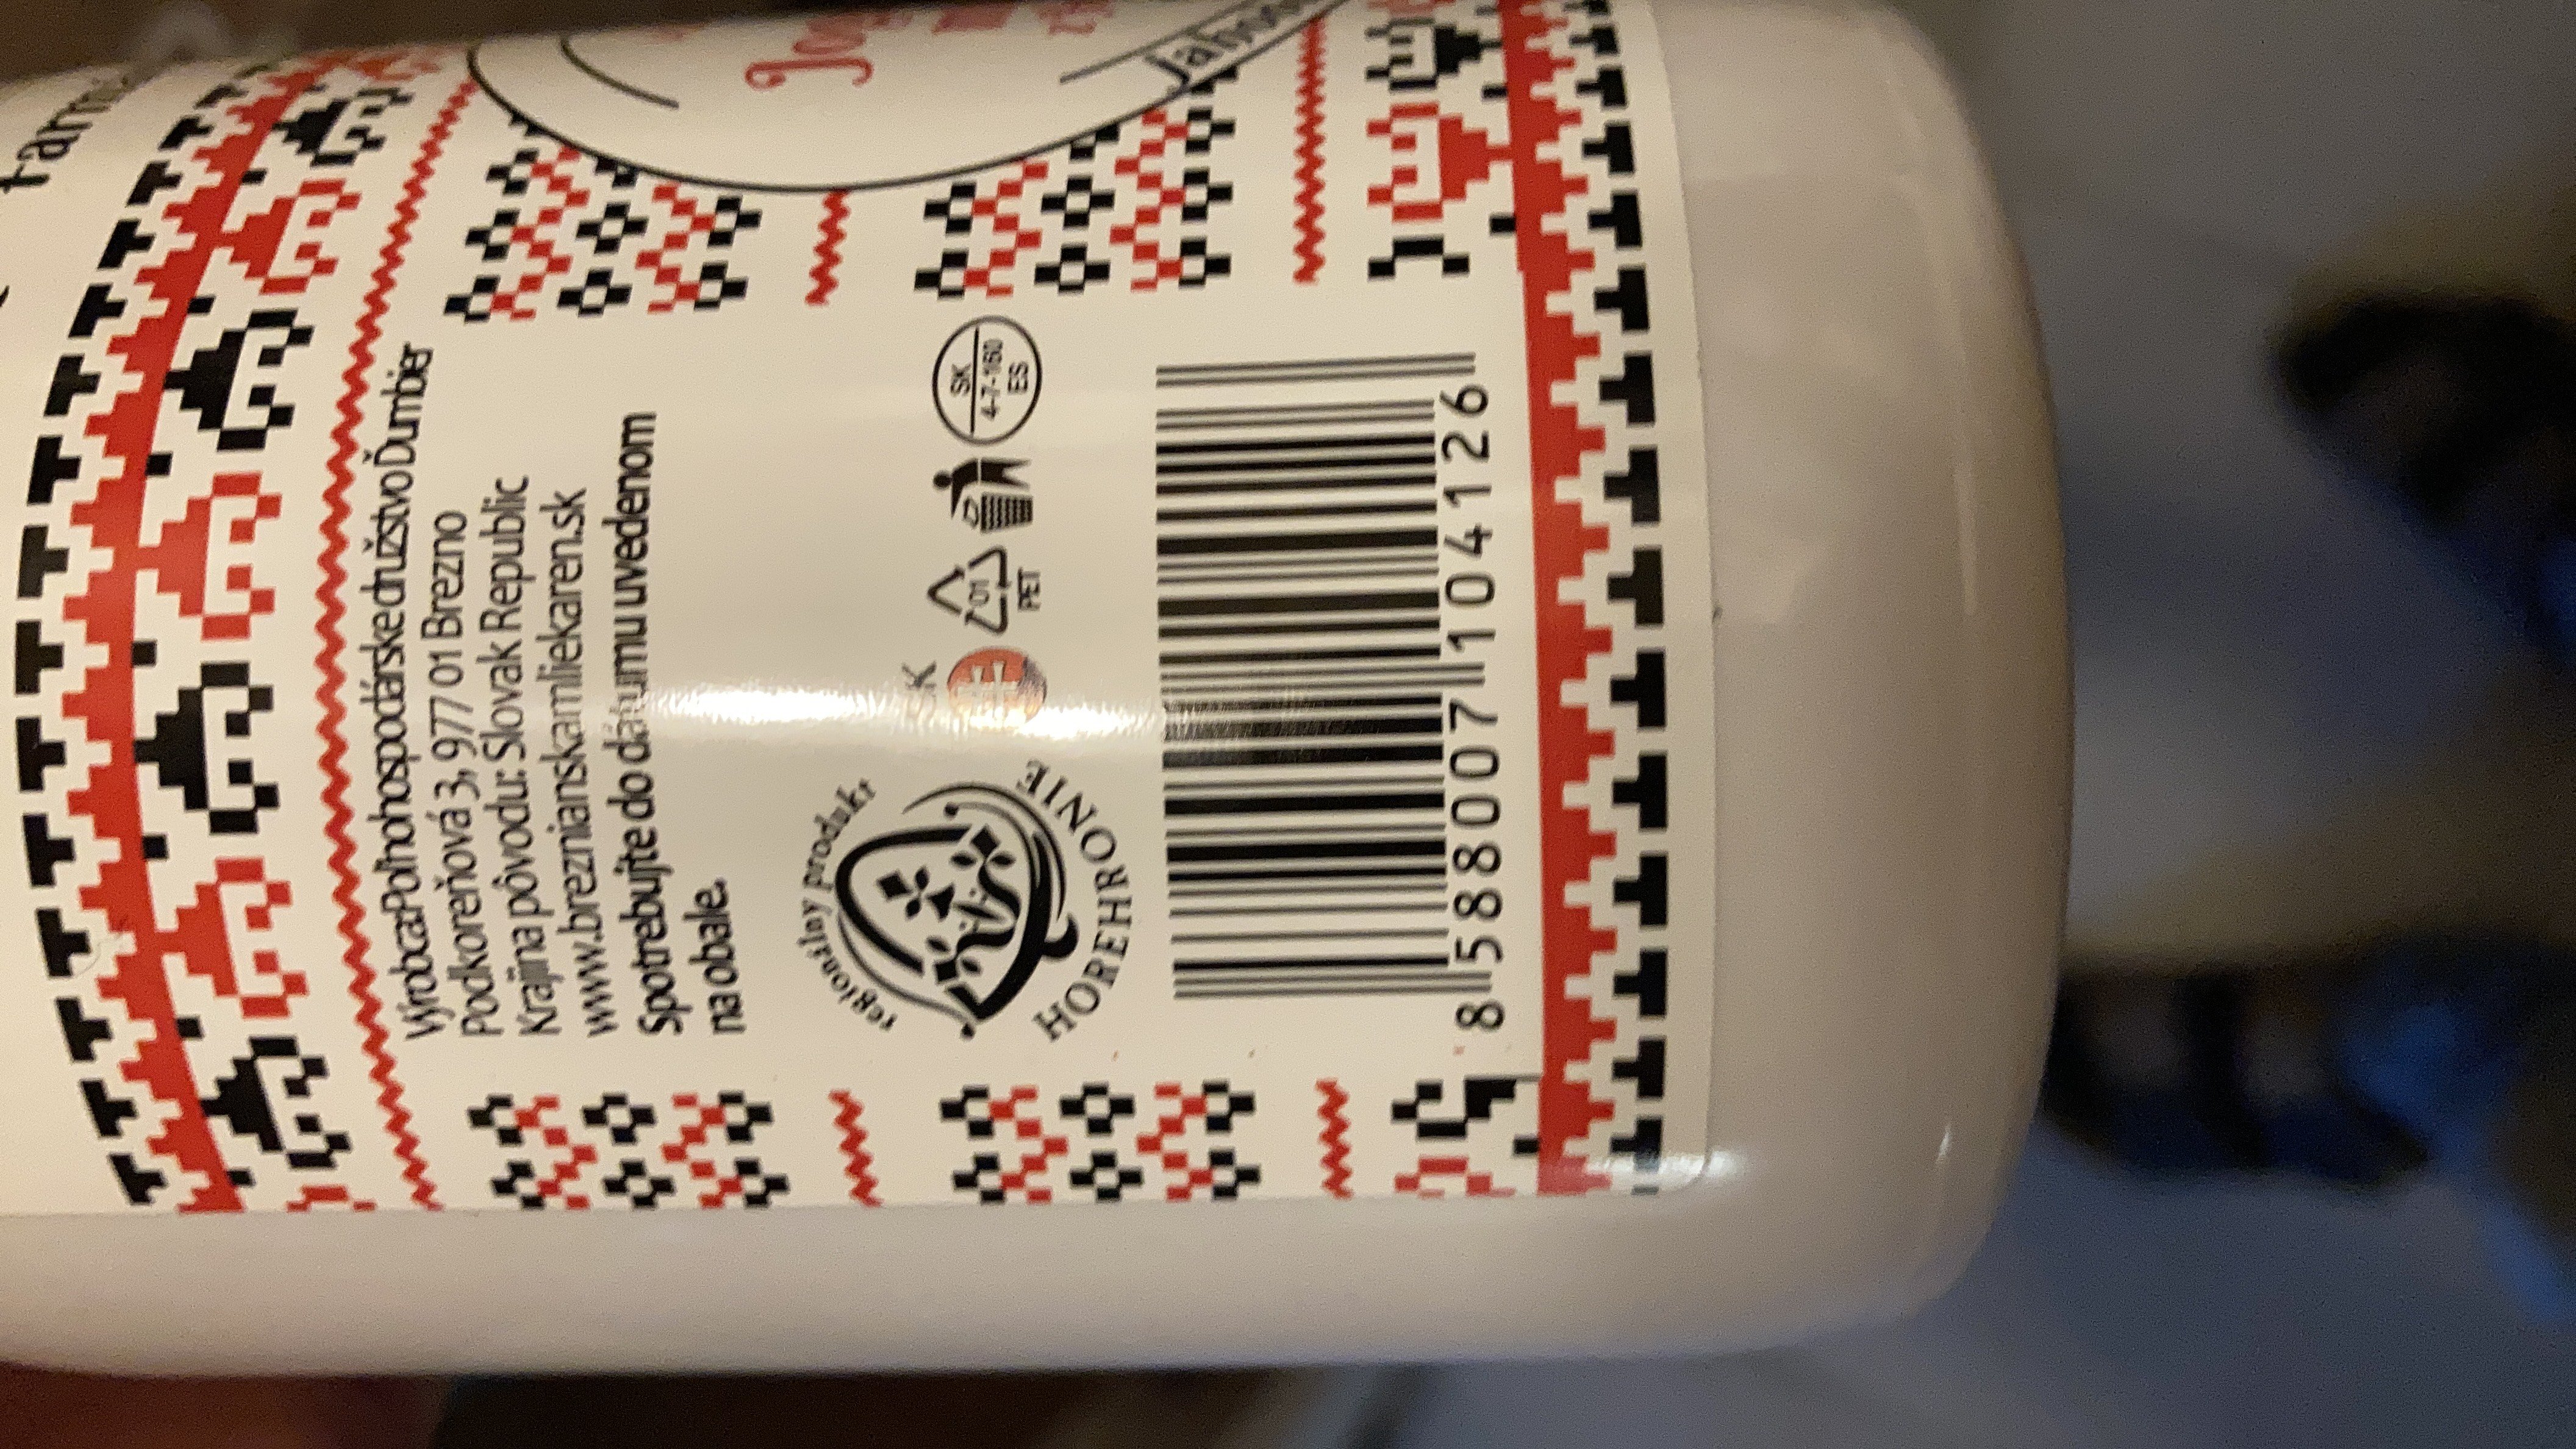 Výrobca: Poľnohospodárske družstvo Ďumbier
Podkoreňová 3, 977 01 Brezno
Krajina pôvodu: Slovak Republic
www.breznianskamliekaren.sk
Spotrebujte do dátumu uvedenom
na obale.
regionálny produkt
HOREHRONIE
SK
01
PET
SK
4-7-160
ES
8 588007 104126